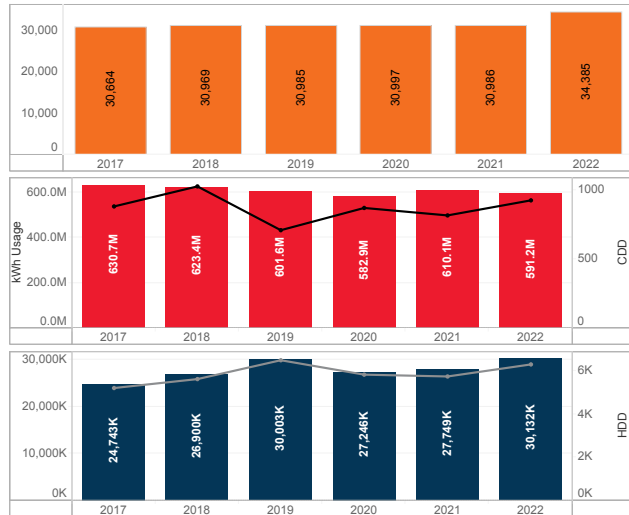 30,000
20,000
10,000
0
30,664
30,969
30,985
30,997
30,986
34,385
2017 2018 2019 2020 2021 2022
kWh Usage
600.0M
400.0M
200.0M
0.0M
630.7M
623.4M
601.6M
582.9M
610.1M
591.2M
1000
500
0
CDD
2017 2018 2019 2020 2021 2022
30,000K
20,000K
10,000K
0K
24,743K
26,900K
30,003K
27,246K
27,749K
30,132K
6K
4K
2K
0K
HDD
2017 2018 2019 2020 2021 2022